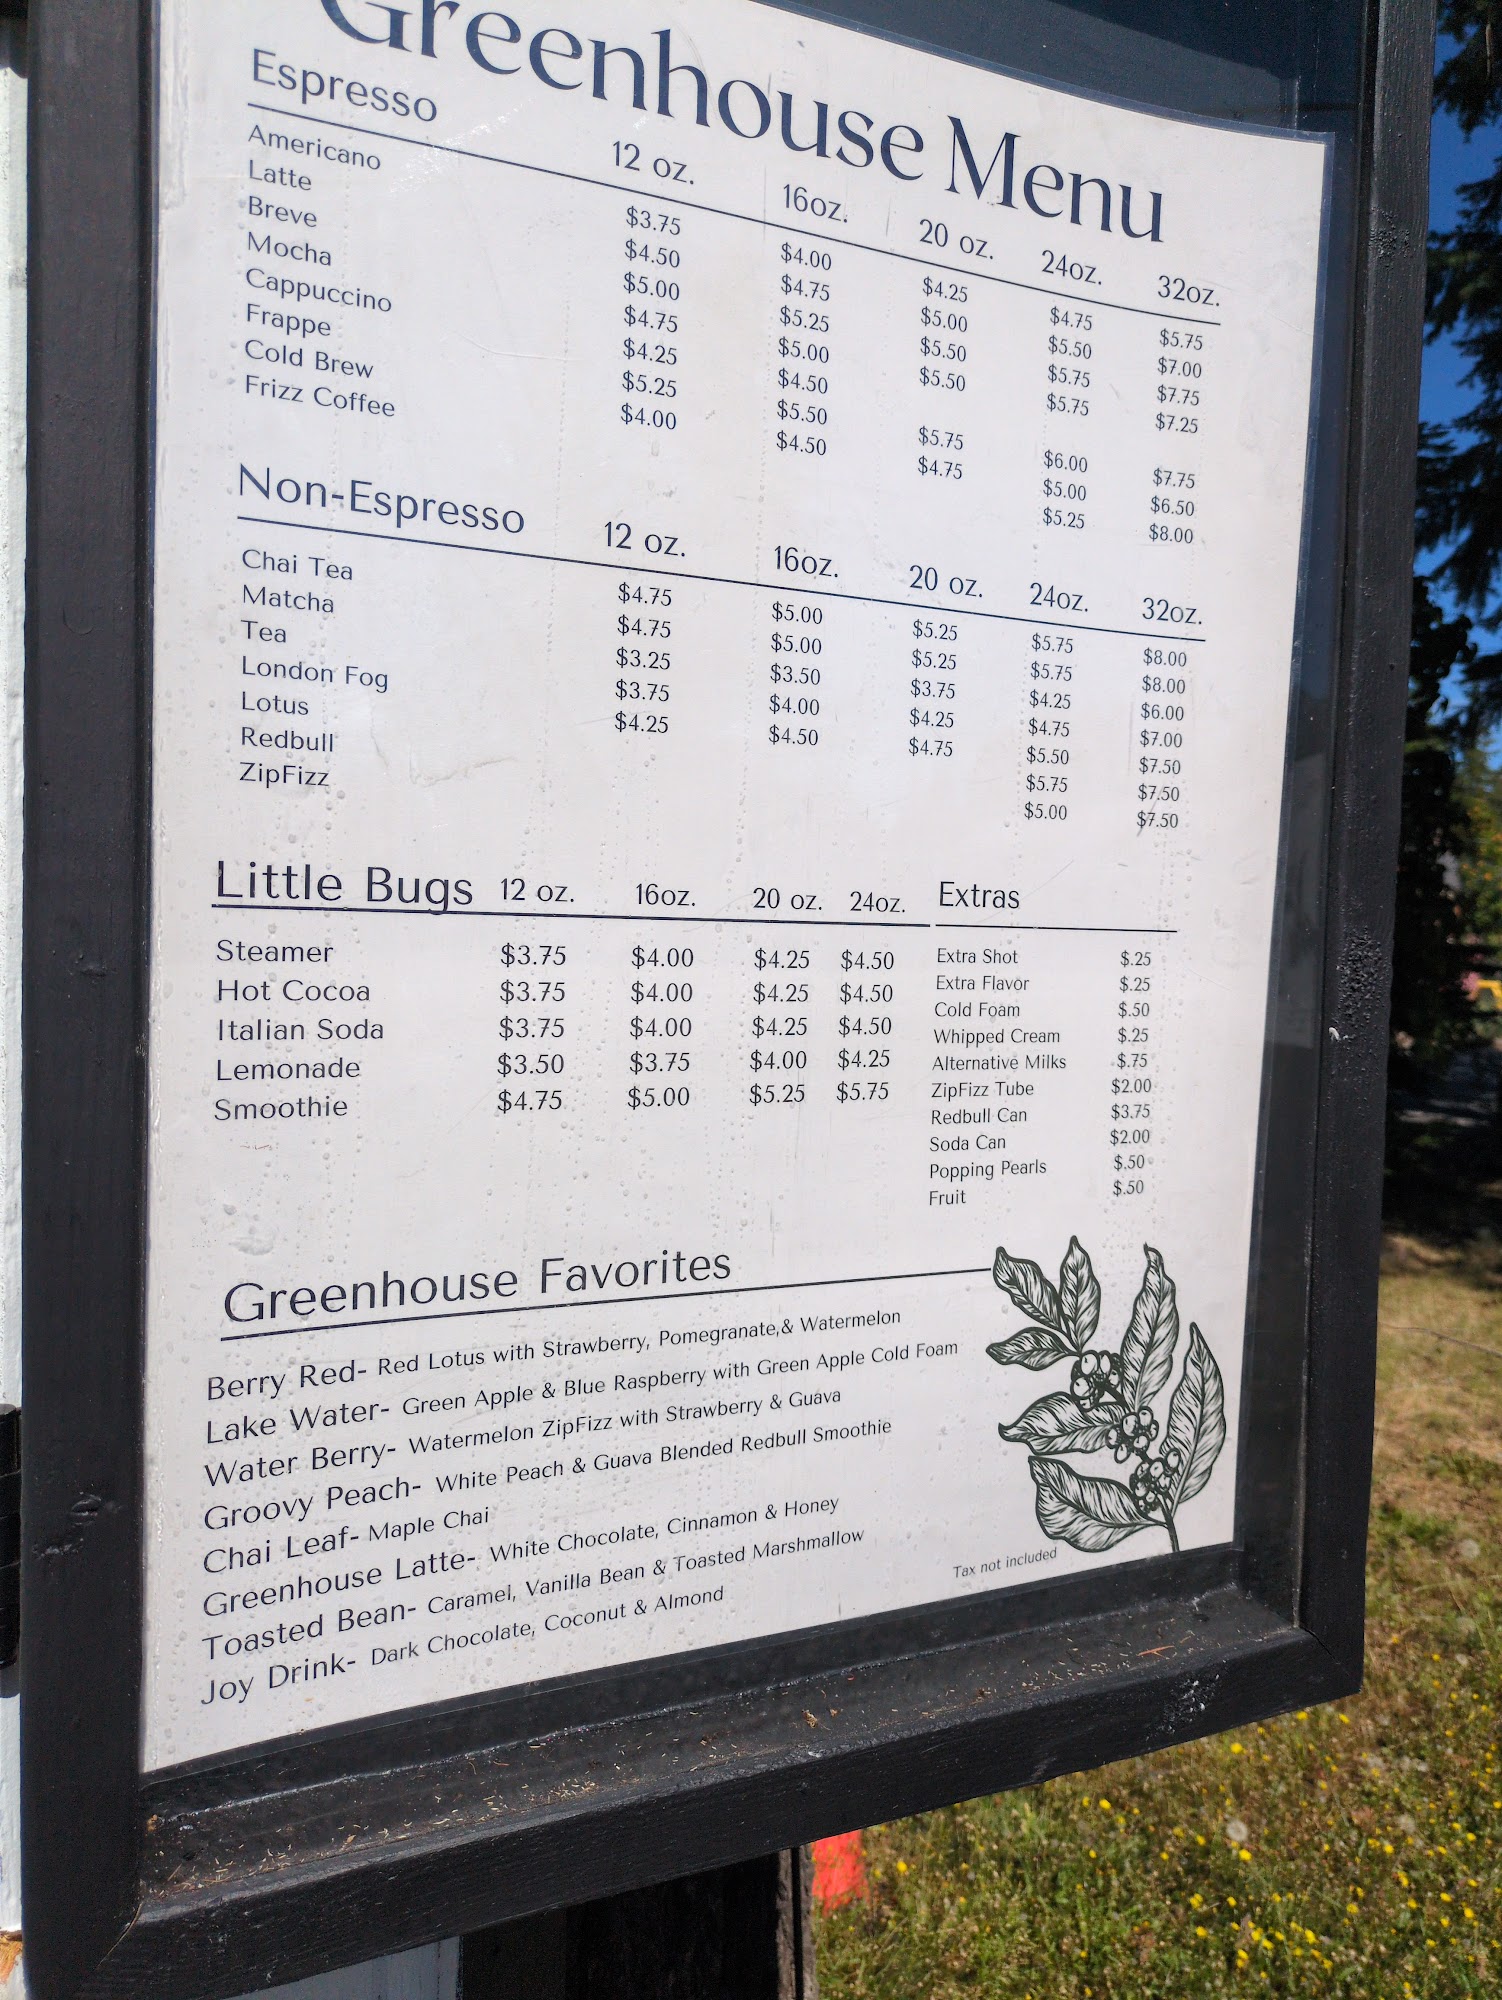 Greenhouse Menu
Espresso 12 oz. 16oz. 20 oz. 24oz. 32oz.
Americano $3.75 $4.00 $4.25 $4.75 $5.75
Latte $4.50 $4.75 $5.00 $5.50 $7.00
Breve $5.00 $5.25 $5.50 $5.75 $7.75
Mocha $4.75 $5.00 $5.50 $5.75 $7.25
Cappuccino $4.25 $4.50
Frappe $5.25 $5.50 $5.75 $6.00 $7.75
Cold Brew $4.00 $4.50 $4.75 $5.00 $6.50
Frizz Coffee $5.25 $8.00
Non-Espresso 12 oz. 16oz. 20 oz. 24oz. 32oz.
Chai Tea $4.75 $5.00 $5.25 $5.75 $8.00
Matcha $4.75 $5.00 $5.25 $5.75 $8.00
Tea $3.25 $3.50 $3.75 $4.25 $6.00
London Fog $3.75 $4.00 $4.25 $4.75 $7.00
Lotus $4.25 $4.50 $4.75 $5.50 $7.50
Redbull $5.75 $7.50
ZipFizz $5.00 $7.50
Little Bugs 12 oz. 16oz. 20 oz. 24oz.
Steamer $3.75 $4.00 $4.25 $4.50
Hot Cocoa $3.75 $4.00 $4.25 $4.50
Italian Soda $3.75 $4.00 $4.25 $4.50
Lemonade $3.50 $3.75 $4.00 $4.25
Smoothie $4.75 $5.00 $5.25 $5.75
Extras
Extra Shot $.25
Extra Flavor $.25
Cold Foam $.50
Whipped Cream $.25
Alternative Milks $.75
ZipFizz Tube $2.00
Redbull Can $3.75
Soda Can $2.00
Popping Pearls $.50
Fruit $.50
Greenhouse Favorites
Berry Red- Red Lotus with Strawberry, Pomegranate,& Watermelon
Lake Water- Green Apple & Blue Raspberry with Green Apple Cold Foam
Water Berry- Watermelon ZipFizz with Strawberry & Guava
Groovy Peach- White Peach & Guava Blended Redbull Smoothie
Chai Leaf- Maple Chai
Greenhouse Latte- White Chocolate, Cinnamon & Honey
Toasted Bean- Caramel, Vanilla Bean & Toasted Marshmallow
Joy Drink- Dark Chocolate, Coconut & Almond
Tax not included